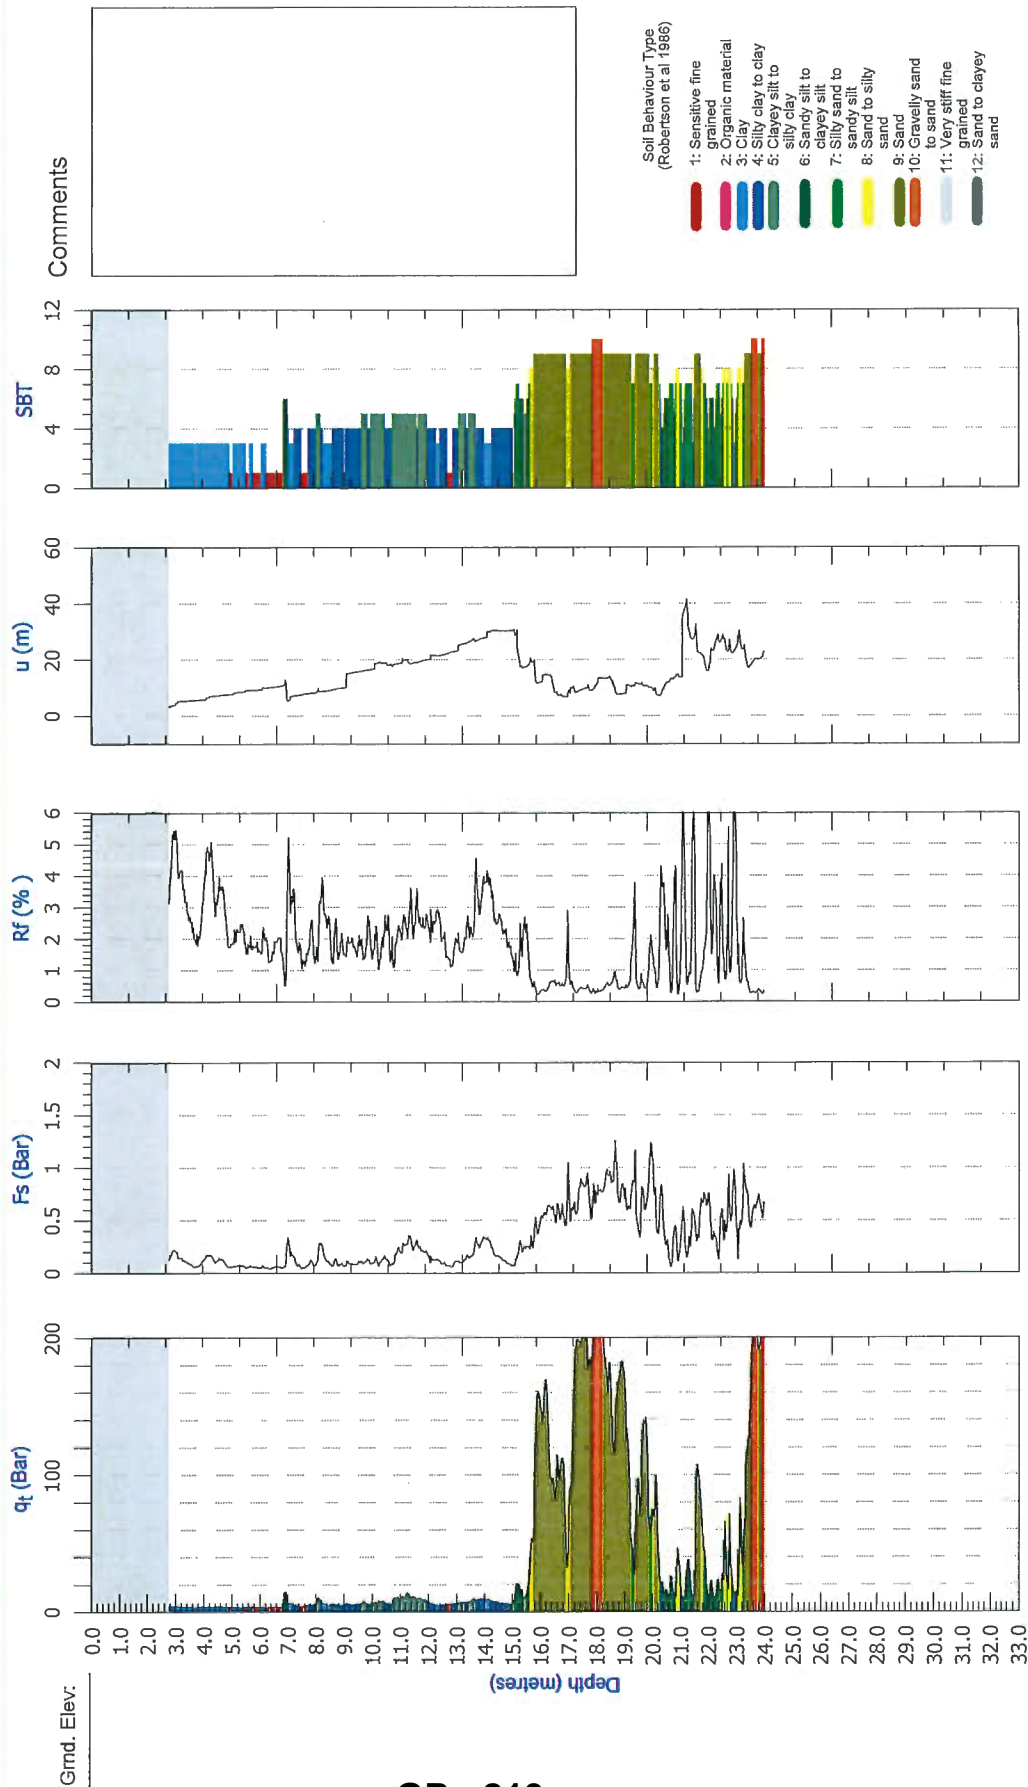 Grnd. Elev:
qt (Bar)
Fs (Bar)
Rf (% )
u (m)
SBT
Comments
0 100 200
0 0.5 1 1.5 2
0 1 2 3 4 5 6
0 20 40 60
0 4 8 12
0.0
1.0
2.0
3.0
4.0
5.0
6.0
7.0
8.0
9.0
10.0
11.0
12.0
13.0
14.0
15.0
16.0
17.0
18.0
19.0
20.0
21.0
22.0
23.0
24.0
25.0
26.0
27.0
28.0
29.0
30.0
31.0
32.0
33.0
Depth (metres)
Soil Behaviour Type
(Robertson et al 1986)
1: Sensitive fine
grained
2: Organic material
3: Clay
4: Silty clay to clay
5: Clayey silt to
silty clay
6: Sandy silt to
clayey silt
7: Silty sand to
sandy silt
8: Sand to silty
sand
9: Sand
10: Gravelly sand
to sand
11: Very stiff fine
grained
12: Sand to clayey
sand